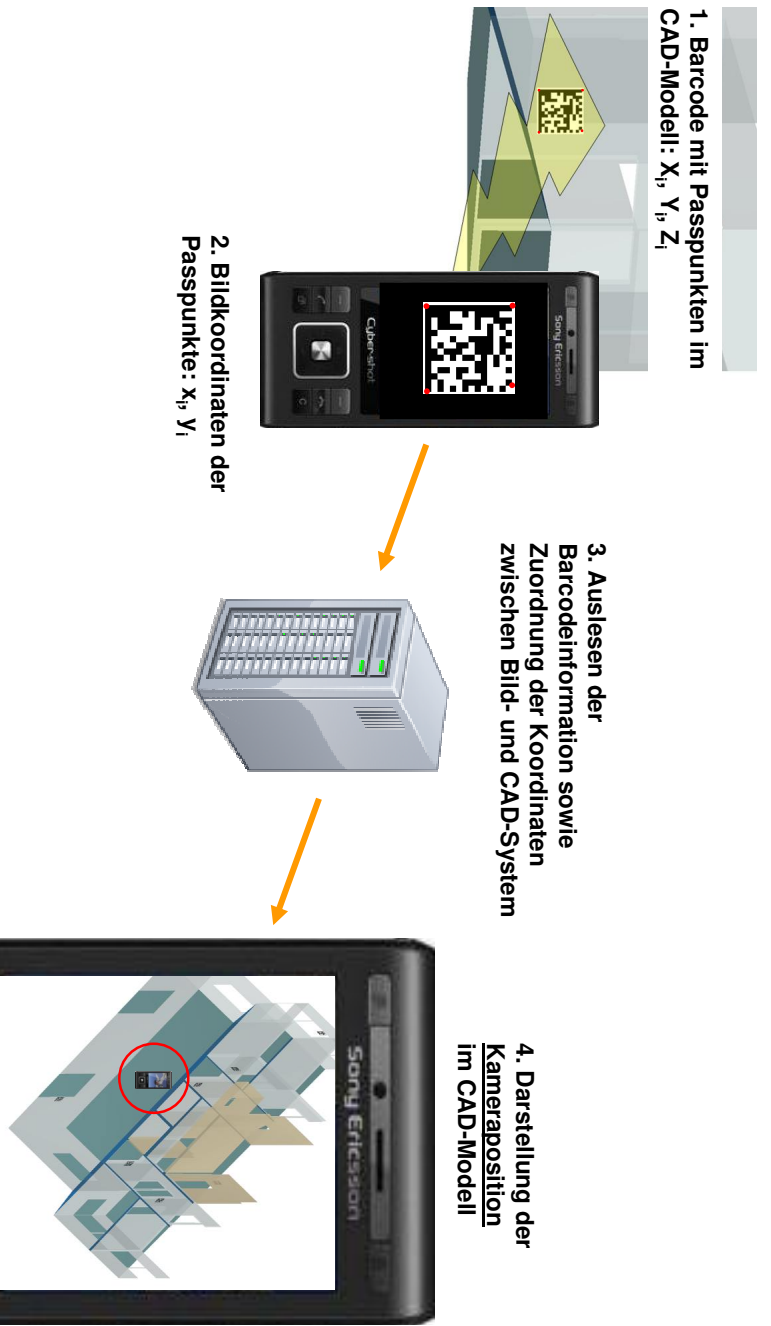 1. Barcode mit Passpunkten im
CAD-Modell: Xᵢ, Yᵢ, Zᵢ
Sony Ericsson
Cyber-shot
2. Bildkoordinaten der
Passpunkte: xᵢ, yᵢ
3. Auslesen der
Barcodeinformation sowie
Zuordnung der Koordinaten
zwischen Bild- und CAD-System
4. Darstellung der
Kameraposition
im CAD-Modell
Sony Ericsson